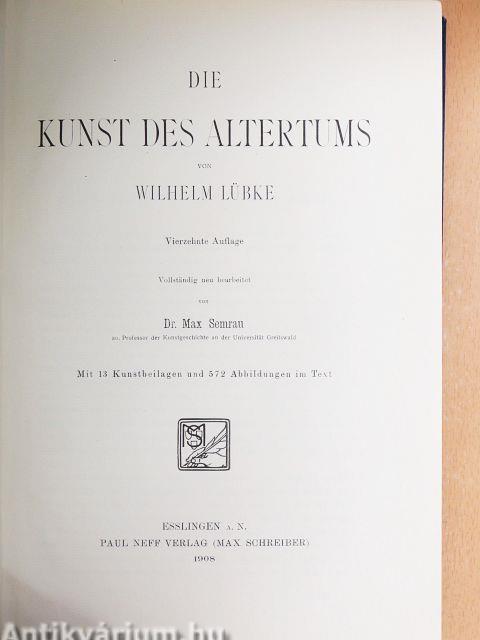 DIE
KUNST DES ALTERTUMS
VON
WILHELM LÜBKE
Vierzehnte Auflage
Vollständig neu bearbeitet
von
Dr. Max Semrau
ao. Professor der Kunstgeschichte an der Universität Greifswald
Mit 13 Kunstbeilagen und 572 Abbildungen im Text
MS
ESSLINGEN A. N.
PAUL NEFF VERLAG (MAX SCHREIBER)
1908
Antikvárium.hu